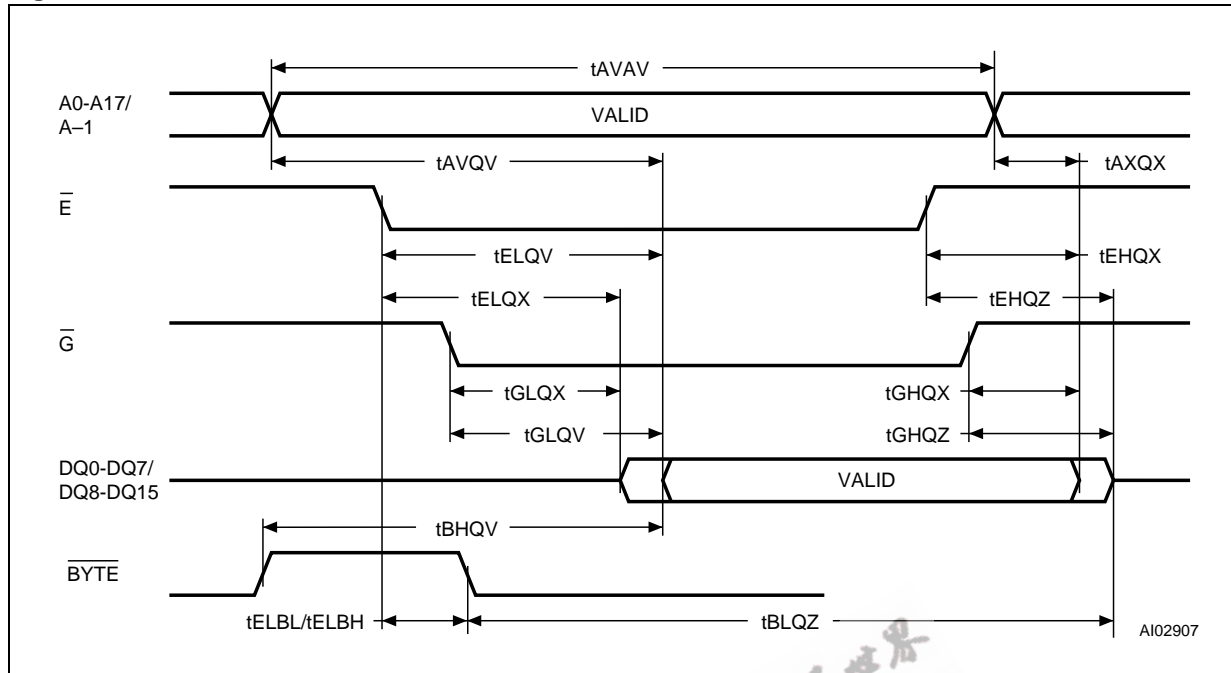 tAVAV
A0-A17/
A–1
VALID
tAVQV
tAXQX
E
tELQV
tEHQX
tELQX
tEHQZ
G
tGLQX
tGHQX
tGLQV
tGHQZ
DQ0-DQ7/
DQ8-DQ15
VALID
tBHQV
BYTE
tELBL/tELBH
tBLQZ
AI02907